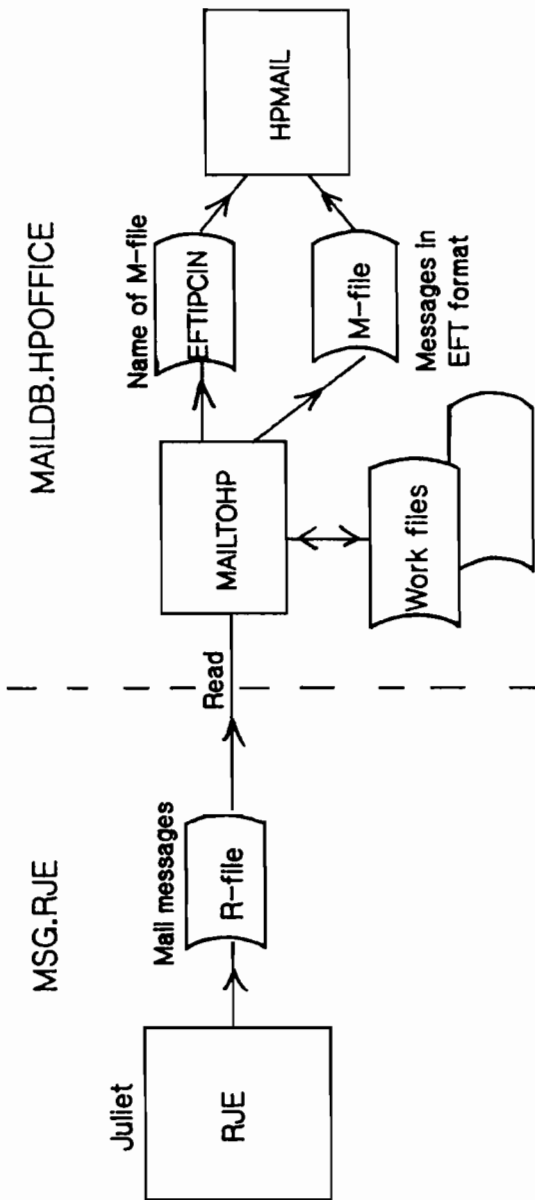 MSG.RJE
MAILDB.HPOFFICE
Juliet
RJE
Mail messages
R-file
Read
MAILTOHP
Name of M-file
EFTIPCIN
M-file
Messages in
EFT format
Work files
HPMAIL